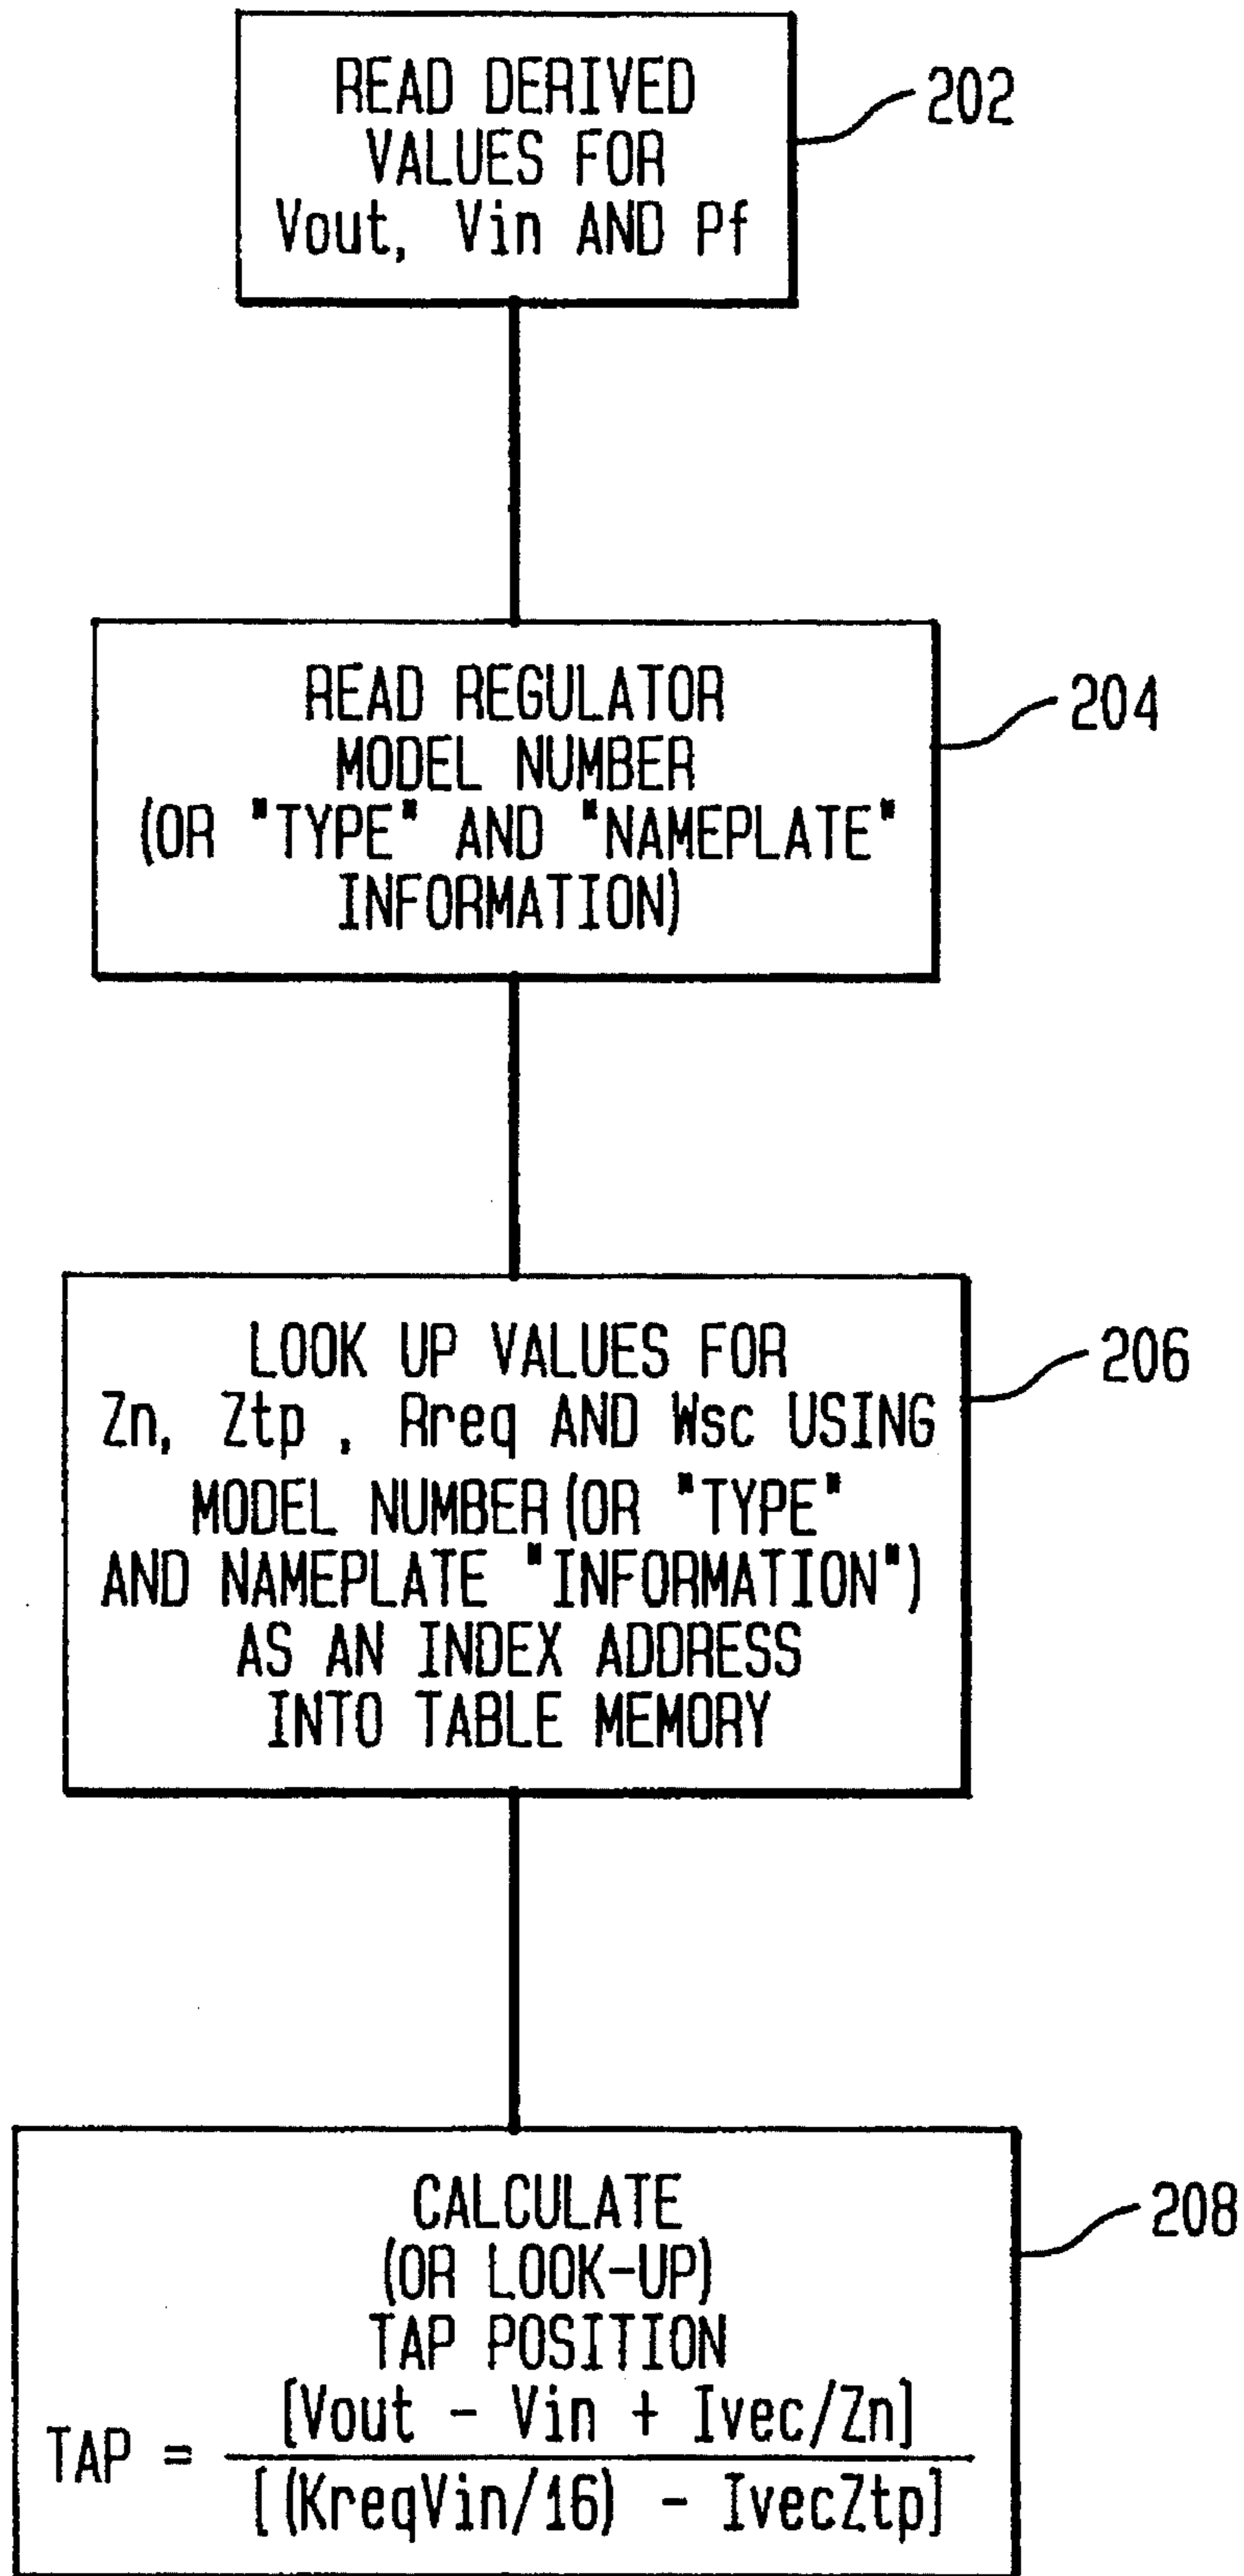 READ DERIVED
VALUES FOR
Vout, Vin AND Pf
202
READ REGULATOR
MODEL NUMBER
(OR "TYPE" AND "NAMEPLATE"
INFORMATION)
204
LOOK UP VALUES FOR
Zn, Ztp , Rreq AND Wsc USING
MODEL NUMBER (OR "TYPE"
AND NAMEPLATE "INFORMATION")
AS AN INDEX ADDRESS
INTO TABLE MEMORY
206
CALCULATE
(OR LOOK-UP)
TAP POSITION
TAP = [Vout - Vin + Ivec/Zn]
[(KreqVin/16) - IvecZtp]
208